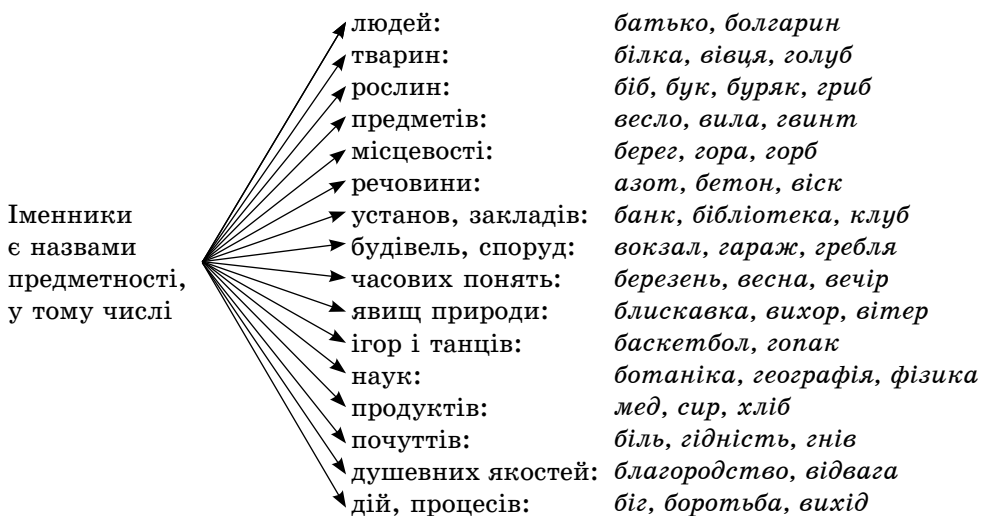 людей: батько, болгарин
тварин: білка, вівця, голуб
рослин: біб, бук, буряк, гриб
предметів: весло, вила, гвинт
місцевості: берег, гора, горб
речовини: азот, бетон, віск
Іменники установ, закладів: банк, бібліотека, клуб
є назвами будівель, споруд: вокзал, гараж, гребля
предметності, часових понять: березень, весна, вечір
у тому числі явищ природи: блискавка, вихор, вітер
ігор і танців: баскетбол, гопак
наук: ботаніка, географія, фізика
продуктів: мед, сир, хліб
почуттів: біль, гідність, гнів
душевних якостей: благородство, відвага
дій, процесів: біг, боротьба, вихід